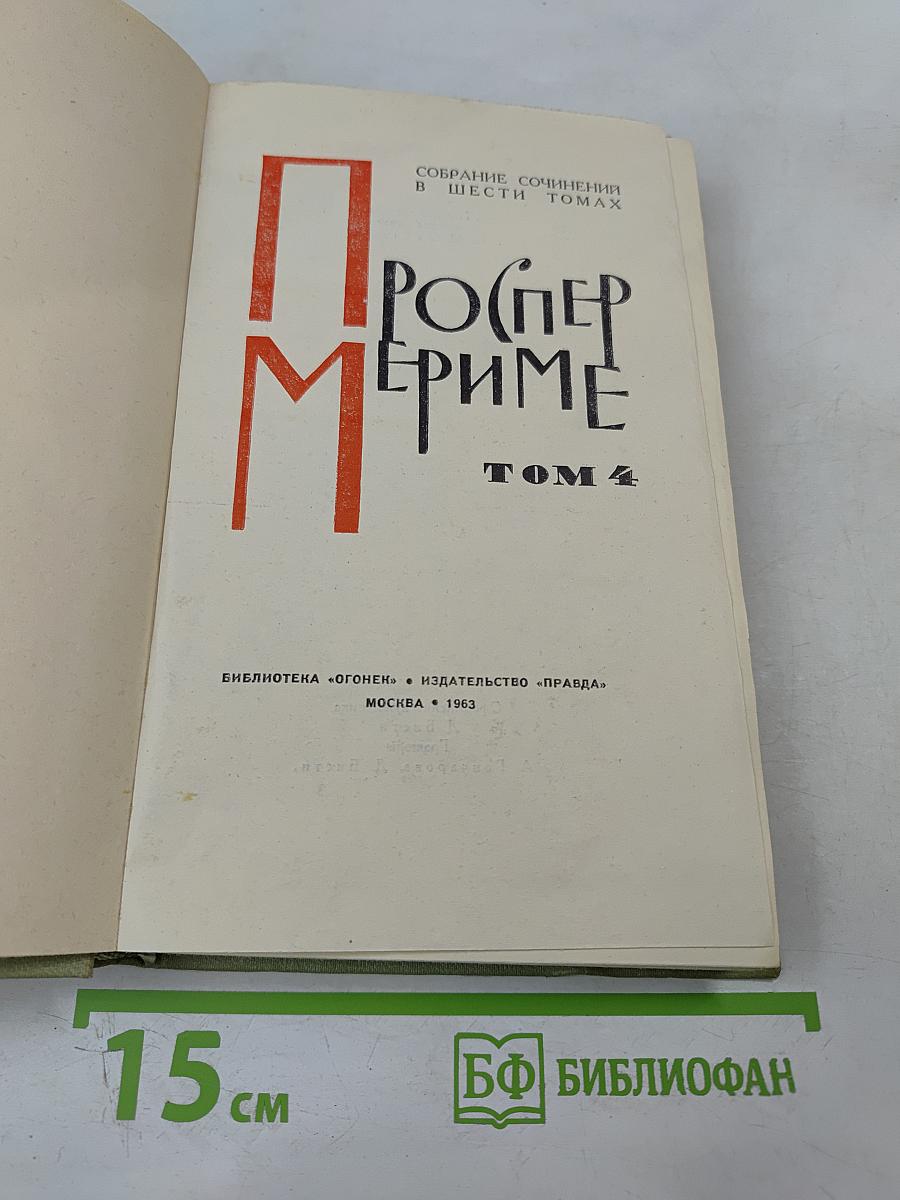 СОБРАНИЕ СОЧИНЕНИЙ
В ШЕСТИ ТОМАХ
ПРОСПЕР
МЕРИМЕ
ТОМ 4
БИБЛИОТЕКА «ОГОНЕК» • ИЗДАТЕЛЬСТВО «ПРАВДА»
МОСКВА • 1963
15 см
БФ БИБЛИОФАН